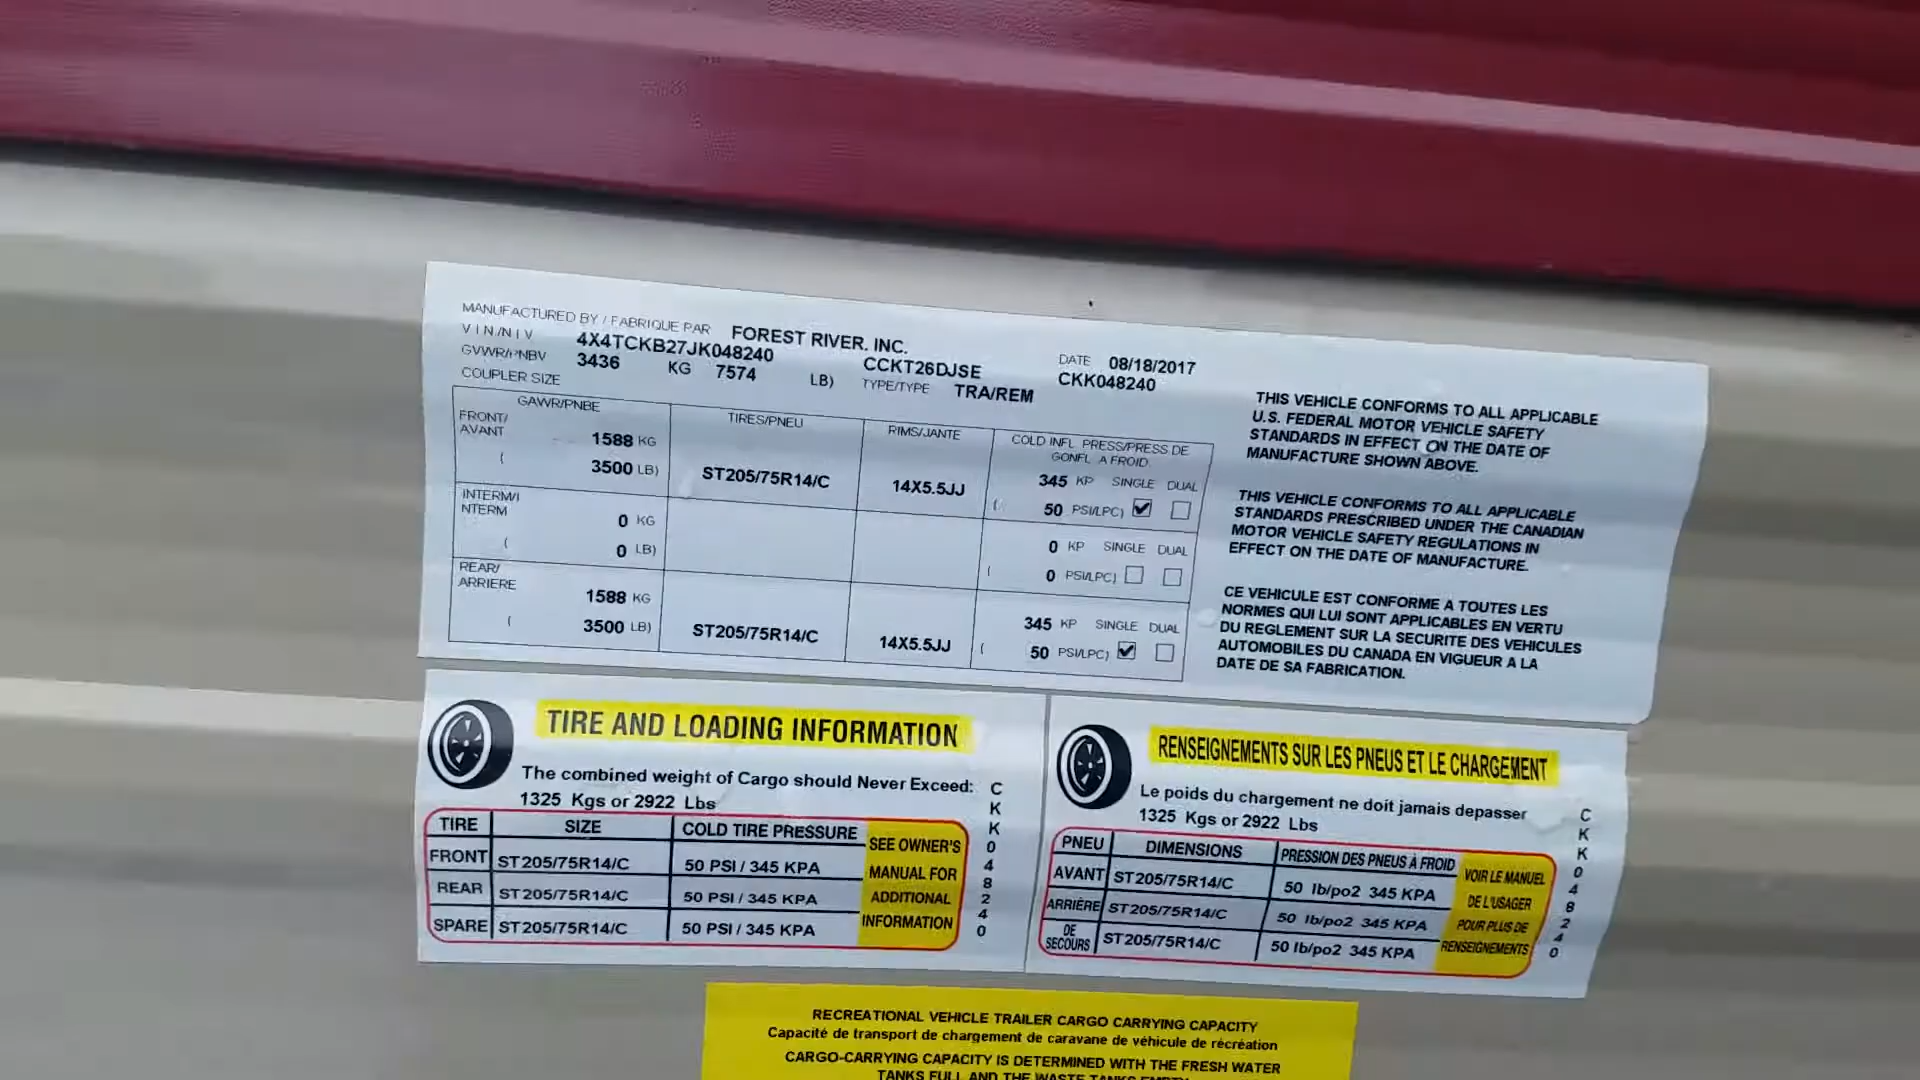 MANUFACTURED BY / FABRIQUE PAR FOREST RIVER. INC.
V I N /N I V 4X4TCKB27JK048240 CCKT26DJSE DATE 08/18/2017
GVWR/PNBV 3436 KG 7574 LB) TYPE/TYPE TRA/REM CKK048240
COUPLER SIZE
GAWR/PNBE TIRES/PNEU RIMS/JANTE COLD INFL PRESS/PRESS DE
GONFL A FROID.
FRONT/
AVANT 1588 KG
( 3500 LB) ST205/75R14/C 14X5.5JJ 345 KP SINGLE DUAL
( 50 PSI/LPC)
INTERM/I
NTERM 0 KG
( 0 LB) 0 KP SINGLE DUAL
( 0 PSI/LPC)
REAR/
ARRIERE 1588 KG
( 3500 LB) ST205/75R14/C 14X5.5JJ 345 KP SINGLE DUAL
( 50 PSI/LPC)
THIS VEHICLE CONFORMS TO ALL APPLICABLE
U.S. FEDERAL MOTOR VEHICLE SAFETY
STANDARDS IN EFFECT ON THE DATE OF
MANUFACTURE SHOWN ABOVE.
THIS VEHICLE CONFORMS TO ALL APPLICABLE
STANDARDS PRESCRIBED UNDER THE CANADIAN
MOTOR VEHICLE SAFETY REGULATIONS IN
EFFECT ON THE DATE OF MANUFACTURE.
CE VEHICULE EST CONFORME A TOUTES LES
NORMES QUI LUI SONT APPLICABLES EN VERTU
DU REGLEMENT SUR LA SECURITE DES VEHICULES
AUTOMOBILES DU CANADA EN VIGUEUR A LA
DATE DE SA FABRICATION.
TIRE AND LOADING INFORMATION
The combined weight of Cargo should Never Exceed:
1325 Kgs or 2922 Lbs
TIRE SIZE COLD TIRE PRESSURE
FRONT ST205/75R14/C 50 PSI / 345 KPA
REAR ST205/75R14/C 50 PSI / 345 KPA
SPARE ST205/75R14/C 50 PSI / 345 KPA
SEE OWNER'S
MANUAL FOR
ADDITIONAL
INFORMATION
CKK048240
RENSEIGNEMENTS SUR LES PNEUS ET LE CHARGEMENT
Le poids du chargement ne doit jamais depasser
1325 Kgs or 2922 Lbs
PNEU DIMENSIONS PRESSION DES PNEUS À FROID
AVANT ST205/75R14/C 50 lb/po2 345 KPA
ARRIÈRE ST205/75R14/C 50 lb/po2 345 KPA
DE
SECOURS ST205/75R14/C 50 lb/po2 345 KPA
VOIR LE MANUEL
DE L'USAGER
POUR PLUS DE
RENSEIGNEMENTS
CKK048240
RECREATIONAL VEHICLE TRAILER CARGO CARRYING CAPACITY
Capacité de transport de chargement de caravane de véhicule de récréation
CARGO-CARRYING CAPACITY IS DETERMINED WITH THE FRESH WATER
TANKS FULL AND THE WASTE TANKS EMPTY